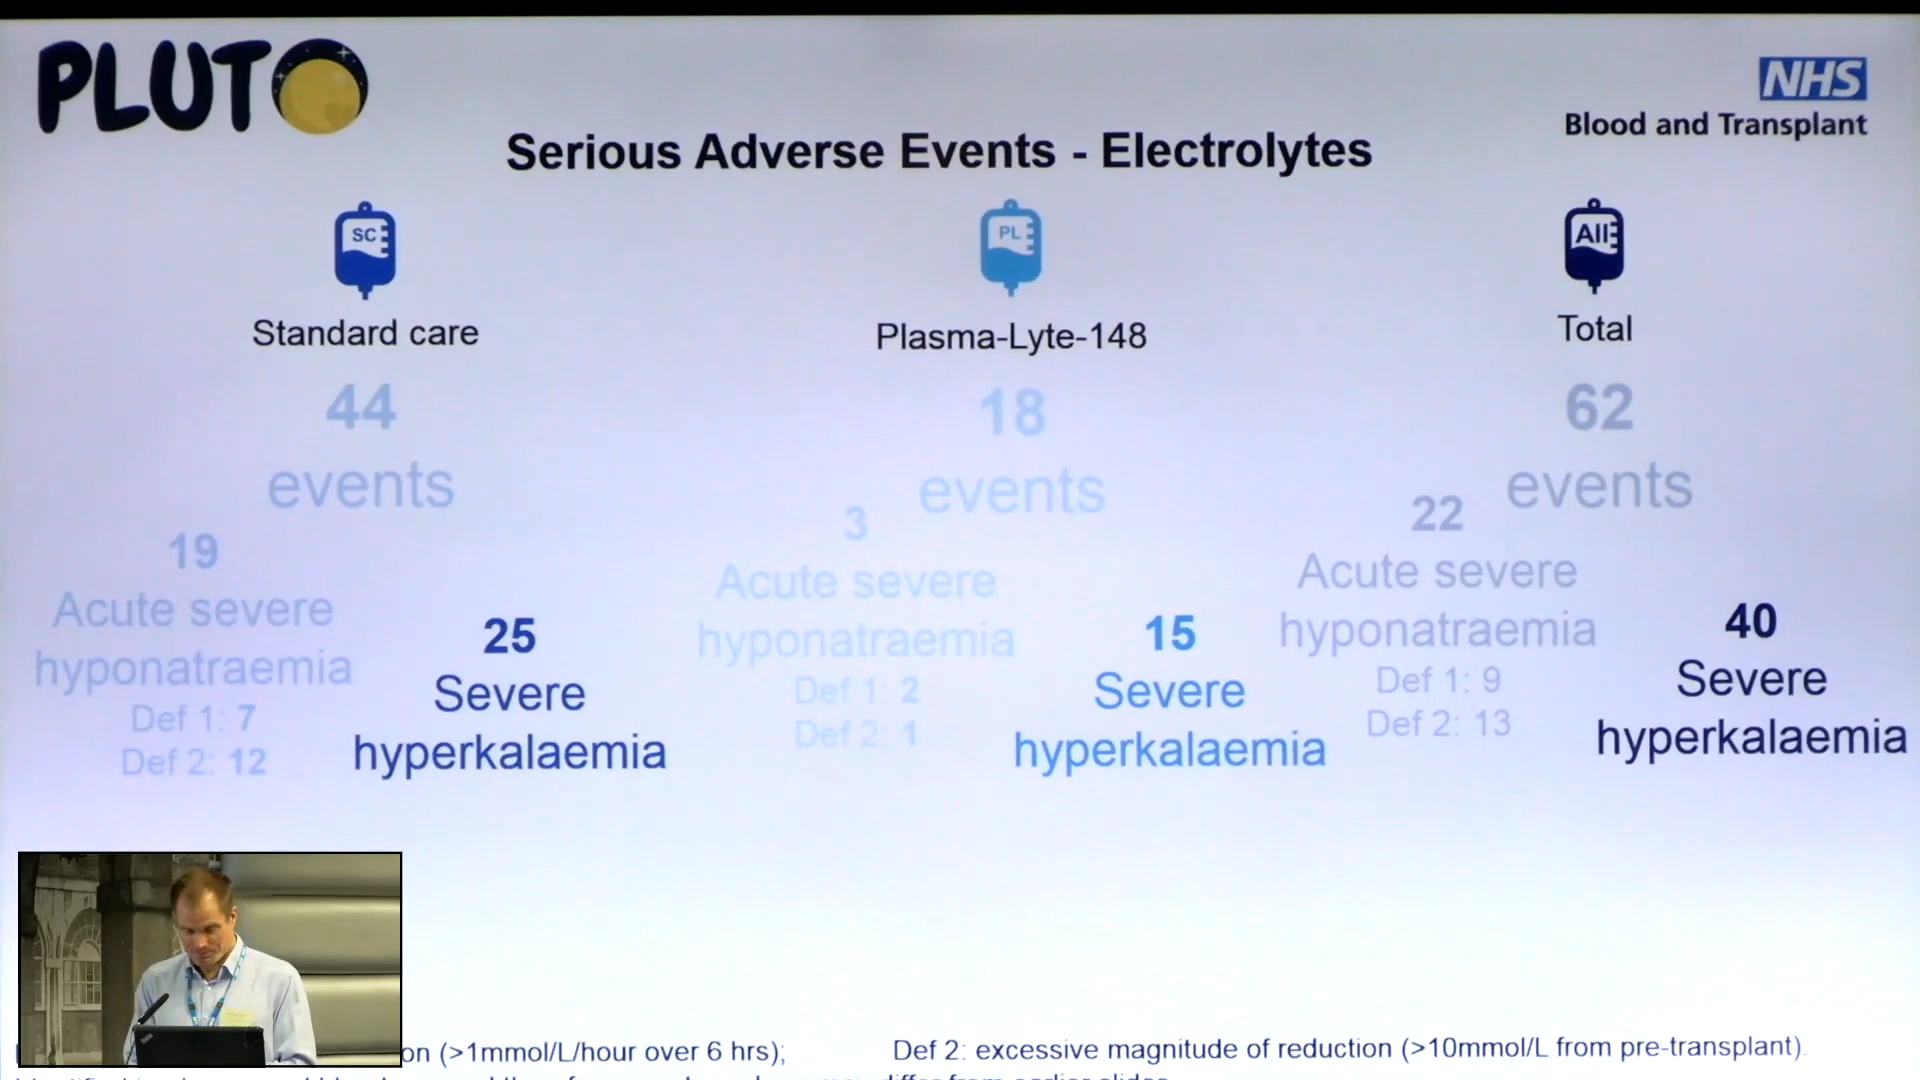 PLUTO
NHS
Blood and Transplant
Serious Adverse Events - Electrolytes
SC
Standard care
44
events
19
Acute severe
hyponatraemia
Def 1: 7
Def 2: 12
25
Severe
hyperkalaemia
PL
Plasma-Lyte-148
18
events
3
Acute severe
hyponatraemia
Def 1: 2
Def 2: 1
15
Severe
hyperkalaemia
All
Total
62
events
22
Acute severe
hyponatraemia
Def 1: 9
Def 2: 13
40
Severe
hyperkalaemia
on (>1mmol/L/hour over 6 hrs);
Def 2: excessive magnitude of reduction (>10mmol/L from pre-transplant).